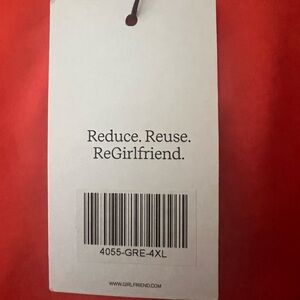 Reduce. Reuse.
ReGirlfriend.
4055-GRE-4XL
WWW.GIRLFRIEND.COM